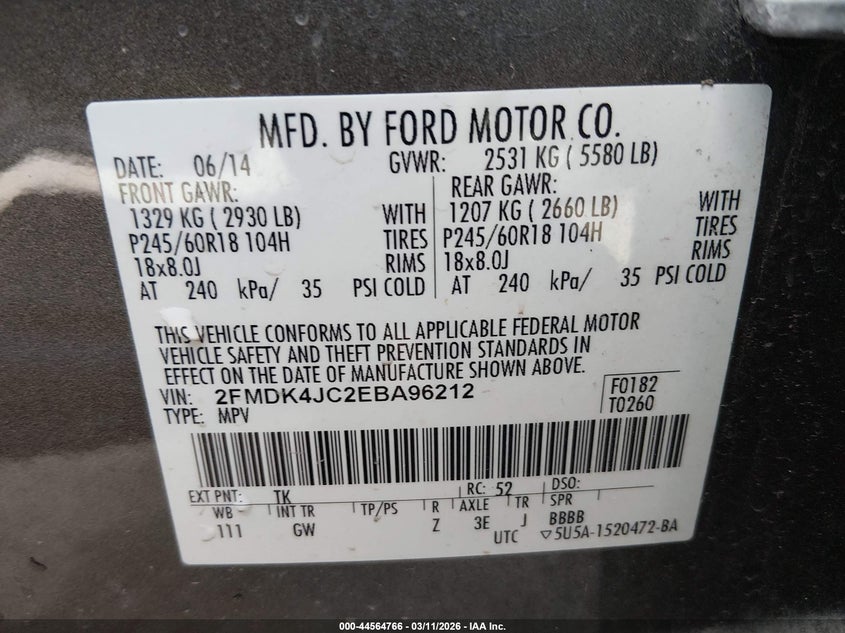 MFD. BY FORD MOTOR CO.
DATE: 06/14 GVWR: 2531 KG ( 5580 LB)
FRONT GAWR: REAR GAWR:
1329 KG ( 2930 LB) WITH 1207 KG ( 2660 LB) WITH
P245/60R18 104H TIRES P245/60R18 104H TIRES
18x8.0J RIMS 18x8.0J RIMS
AT 240 kPa/ 35 PSI COLD AT 240 kPa/ 35 PSI COLD
THIS VEHICLE CONFORMS TO ALL APPLICABLE FEDERAL MOTOR
VEHICLE SAFETY AND THEFT PREVENTION STANDARDS IN
EFFECT ON THE DATE OF MANUFACTURE SHOWN ABOVE.
VIN: 2FMDK4JC2EBA96212 F0182
TYPE: MPV T0260
EXT PNT: TK RC: 52 DSO:
WB INT TR TP/PS R AXLE TR SPR
111 GW Z 3E J BBBB
UTC ▽5U5A-1520472-BA
000-44564766 - 03/11/2026 - IAA Inc.